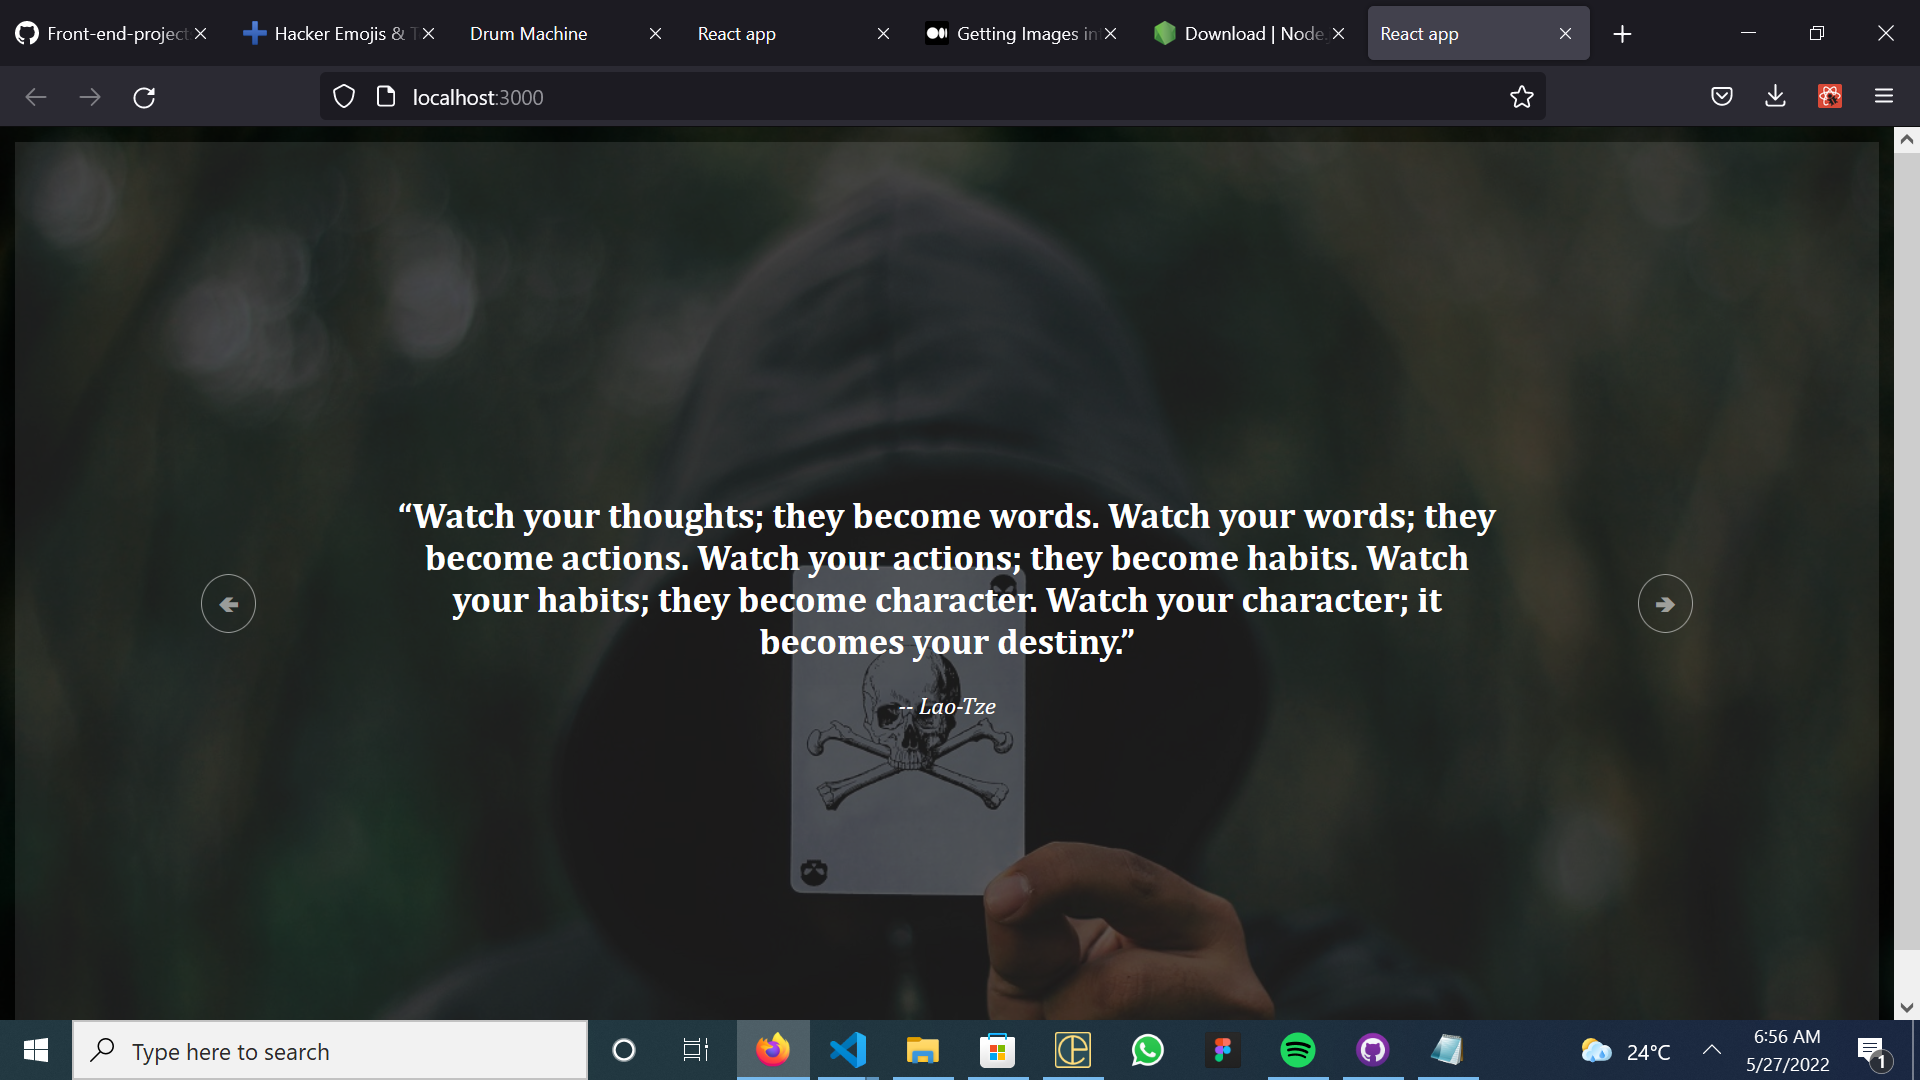 Front-end-project
Hacker Emojis & T
Drum Machine
React app
Getting Images in
Download | Node.
React app
localhost:3000
“Watch your thoughts; they become words. Watch your words; they
become actions. Watch your actions; they become habits. Watch
your habits; they become character. Watch your character; it
becomes your destiny.”
-- Lao-Tze
Type here to search
24°C
6:56 AM
5/27/2022
1